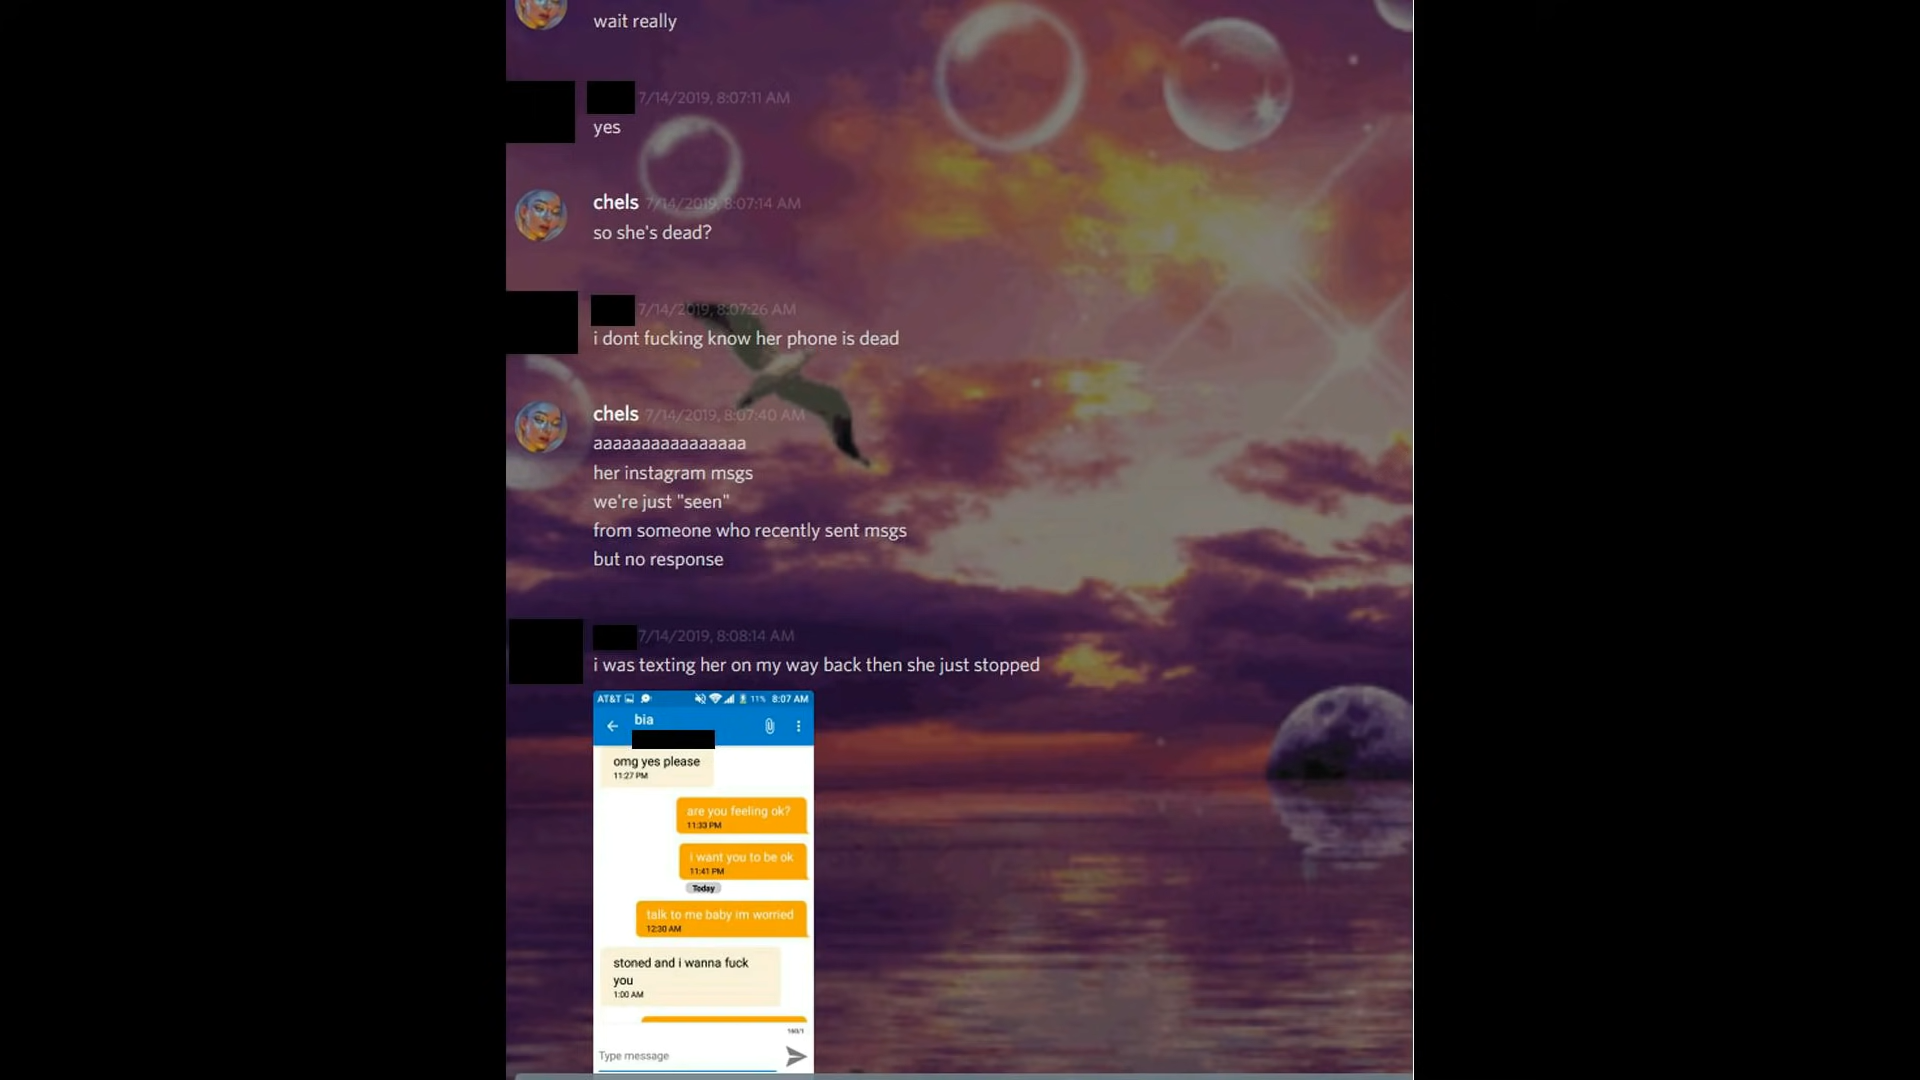 wait really
7/14/2019, 8:07:11 AM
yes
chels 7/14/2019, 8:07:14 AM
so she's dead?
7/14/2019, 8:07:26 AM
i dont fucking know her phone is dead
chels 7/14/2019, 8:07:40 AM
aaaaaaaaaaaaaaaa
her instagram msgs
we're just "seen"
from someone who recently sent msgs
but no response
7/14/2019, 8:08:14 AM
i was texting her on my way back then she just stopped
AT&T 11% 8:07 AM
bia
omg yes please
11:27 PM
are you feeling ok?
11:33 PM
i want you to be ok
11:41 PM
Today
talk to me baby im worried
12:30 AM
stoned and i wanna fuck
you
1:00 AM
160/1
Type message